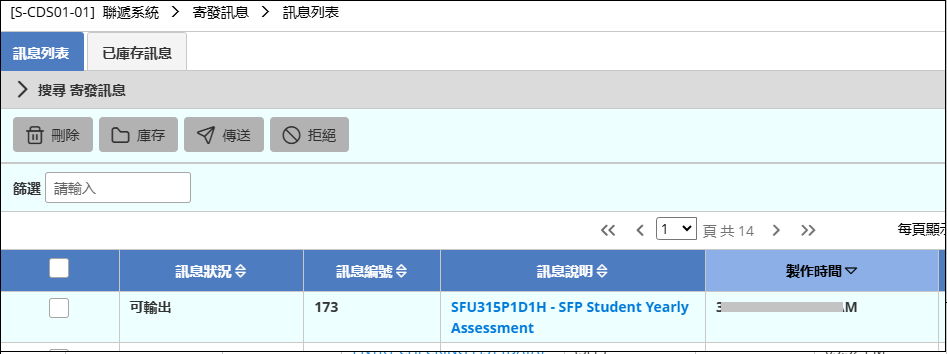 [S-CDS01-01] 聯遞系統 > 寄發訊息 > 訊息列表
訊息列表 已庫存訊息
搜尋 寄發訊息
刪除 庫存 傳送 拒絕
篩選 請輸入
1 頁 共 14 每頁顯示
訊息狀況 訊息編號 訊息說明 製作時間
可輸出 173 SFU315P1D1H - SFP Student Yearly
Assessment